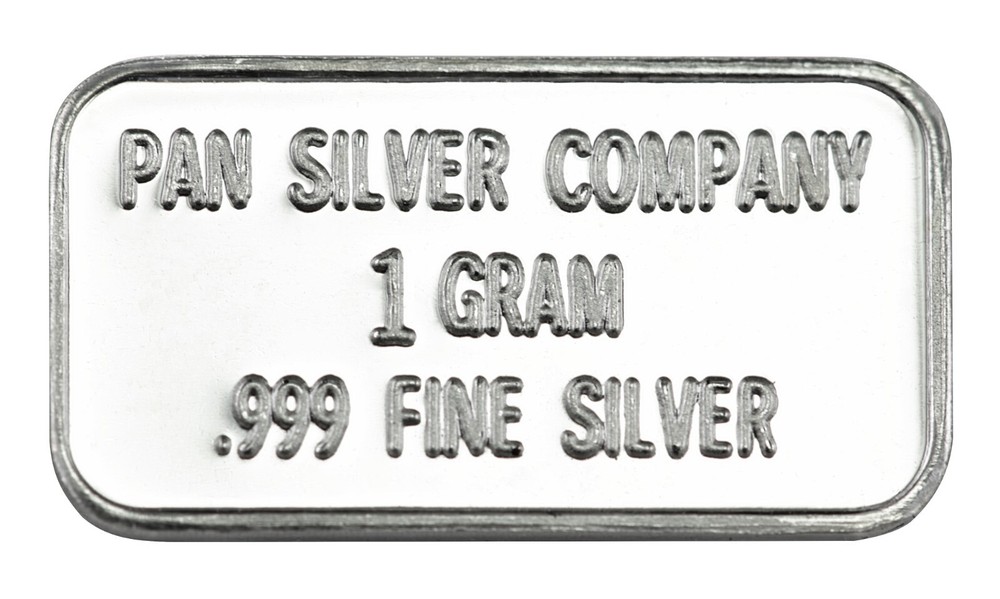 PAN SILVER COMPANY
1 GRAM
.999 FINE SILVER